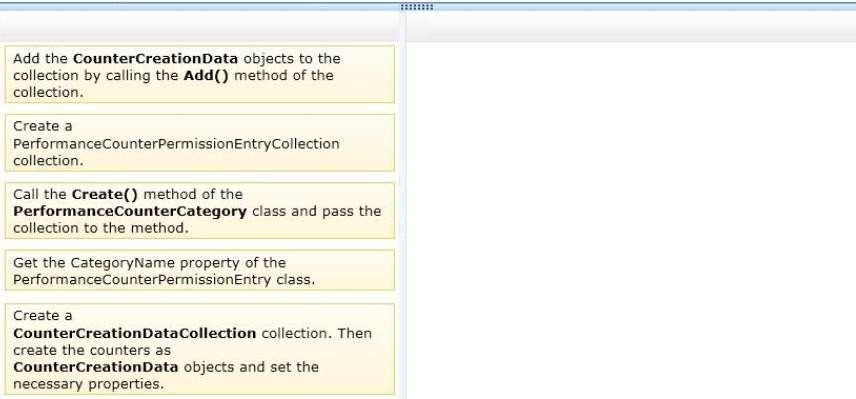 Add the CounterCreationData objects to the
collection by calling the Add() method of the
collection.
Create a
PerformanceCounterPermissionEntryCollection
collection.
Call the Create() method of the
PerformanceCounterCategory class and pass the
collection to the method.
Get the CategoryName property of the
PerformanceCounterPermissionEntry class.
Create a
CounterCreationDataCollection collection. Then
create the counters as
CounterCreationData objects and set the
necessary properties.